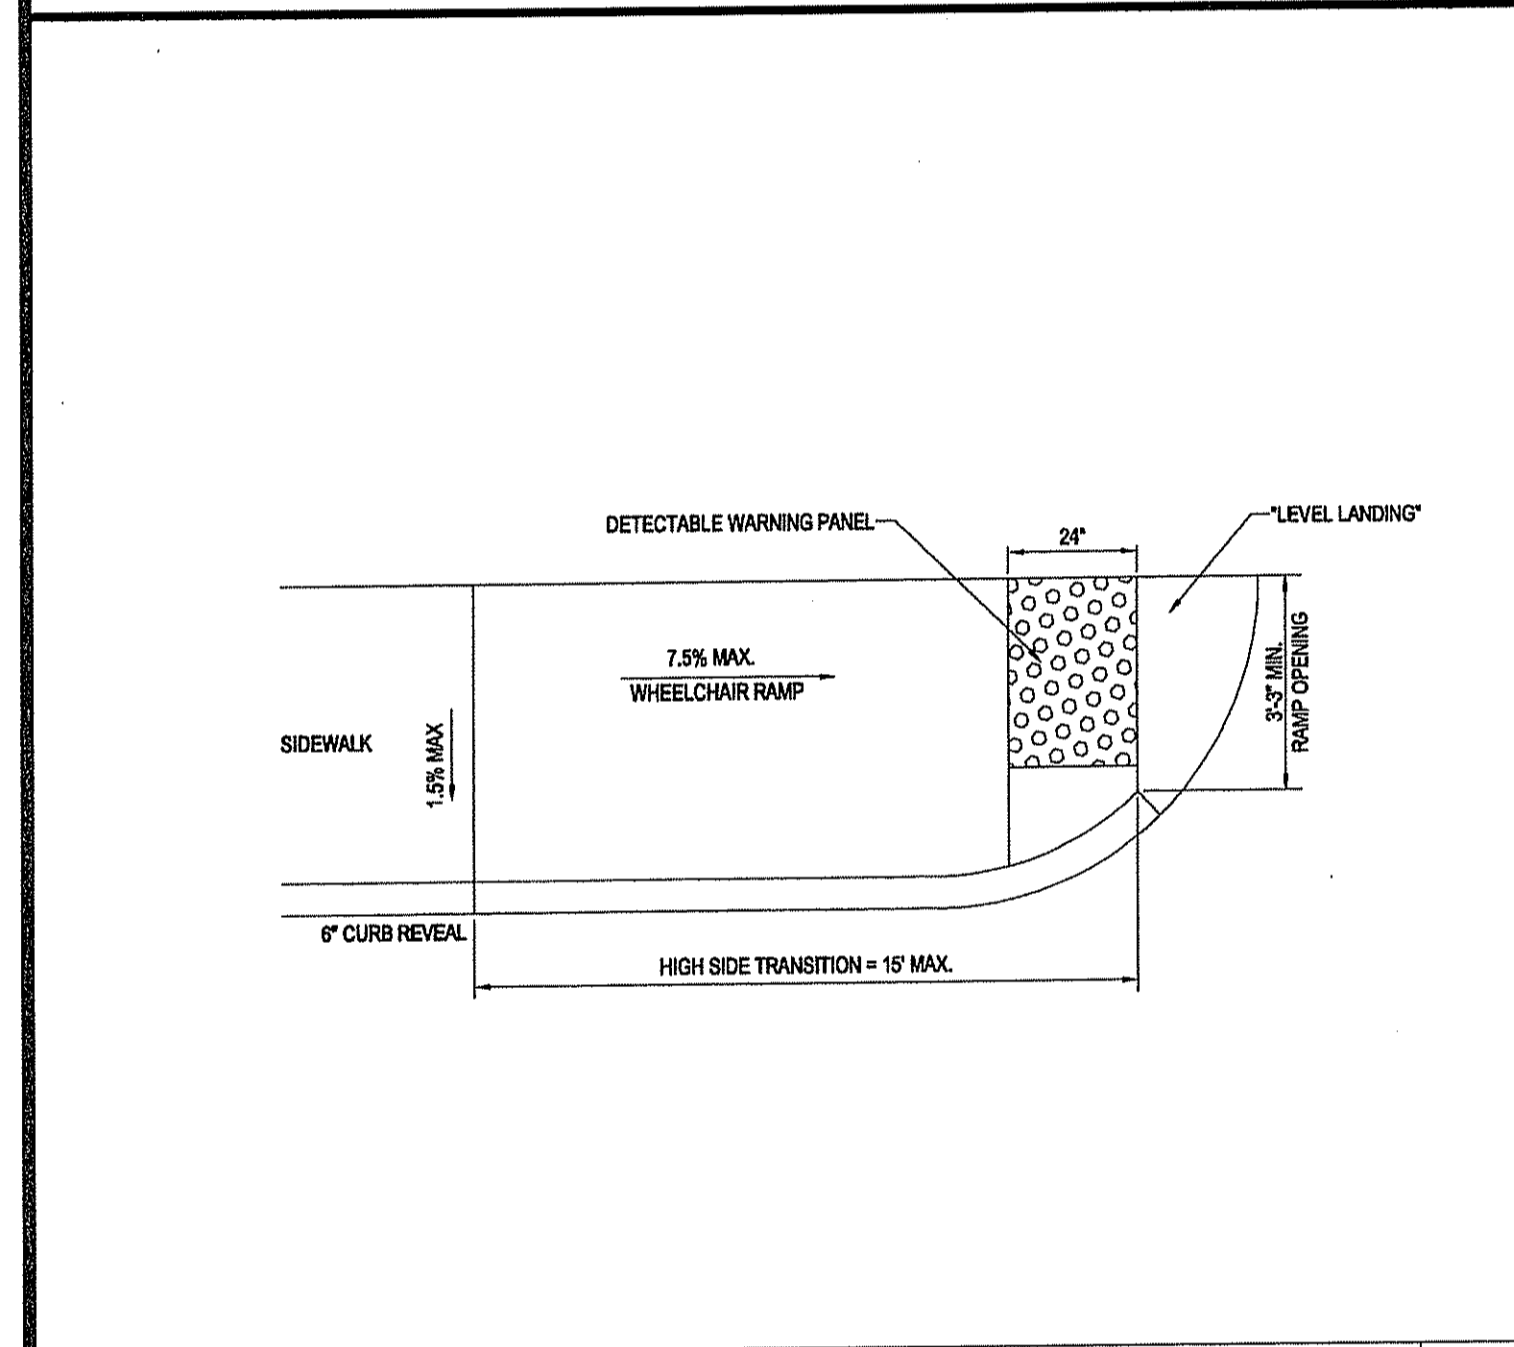 DETECTABLE WARNING PANEL
24"
"LEVEL LANDING"
7.5% MAX.
WHEELCHAIR RAMP
3'-3" MIN.
RAMP OPENING
SIDEWALK
1.5% MAX
6" CURB REVEAL
HIGH SIDE TRANSITION = 15' MAX.